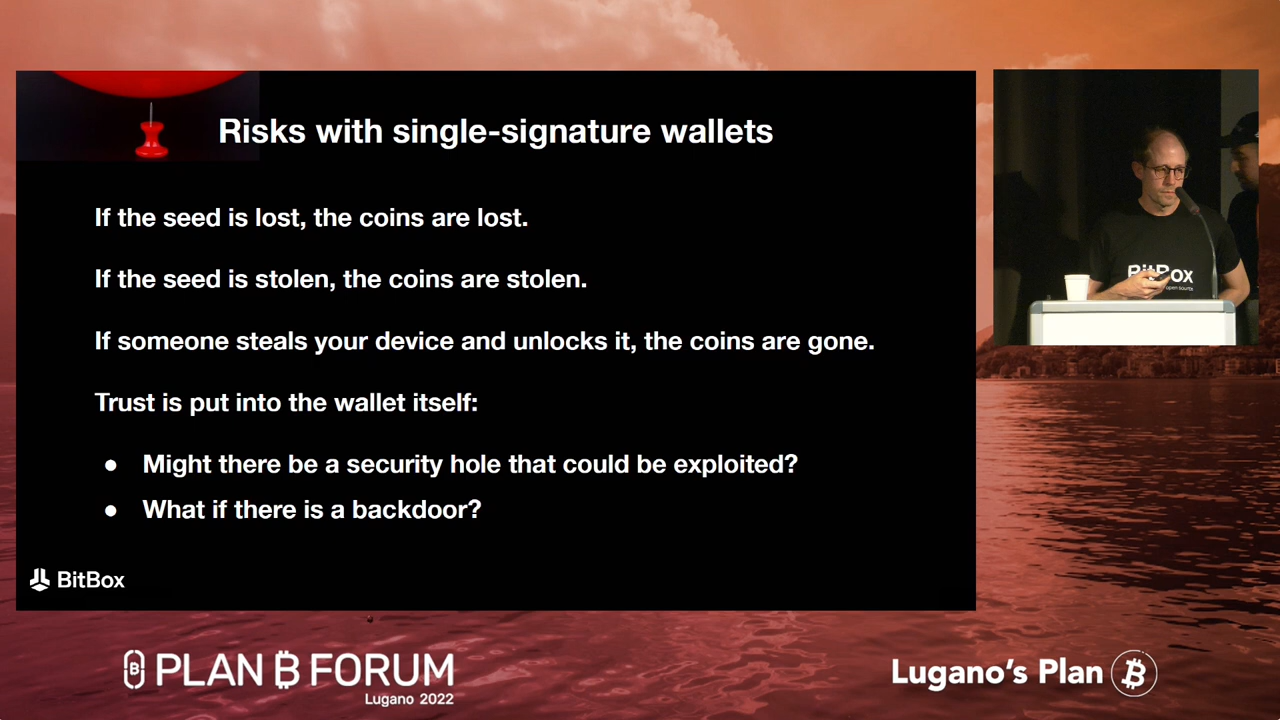 Risks with single-signature wallets
If the seed is lost, the coins are lost.
If the seed is stolen, the coins are stolen.
If someone steals your device and unlocks it, the coins are gone.
Trust is put into the wallet itself:
● Might there be a security hole that could be exploited?
● What if there is a backdoor?
BitBox
BitBox
open source
PLAN ₿ FORUM
Lugano 2022
Lugano's Plan ₿